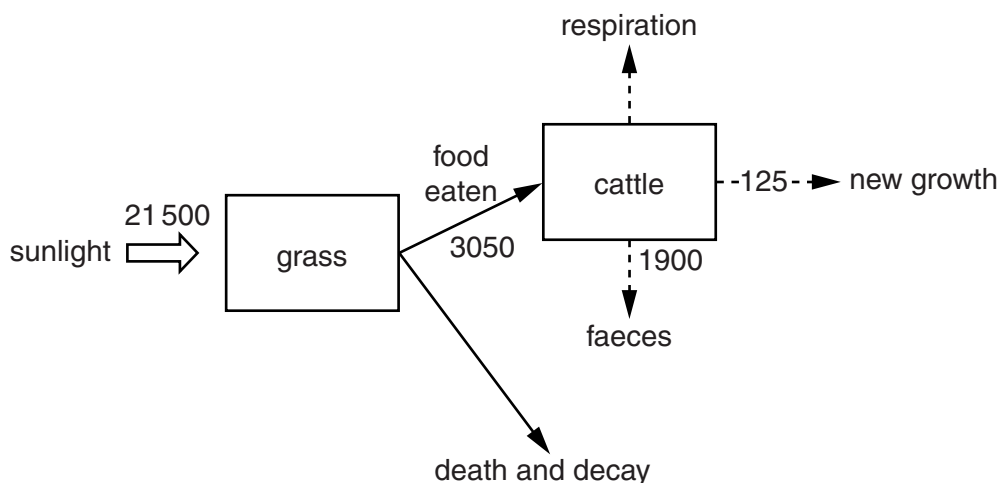 respiration
food
eaten
cattle
125
new growth
21 500
sunlight
grass
3050
1900
faeces
death and decay